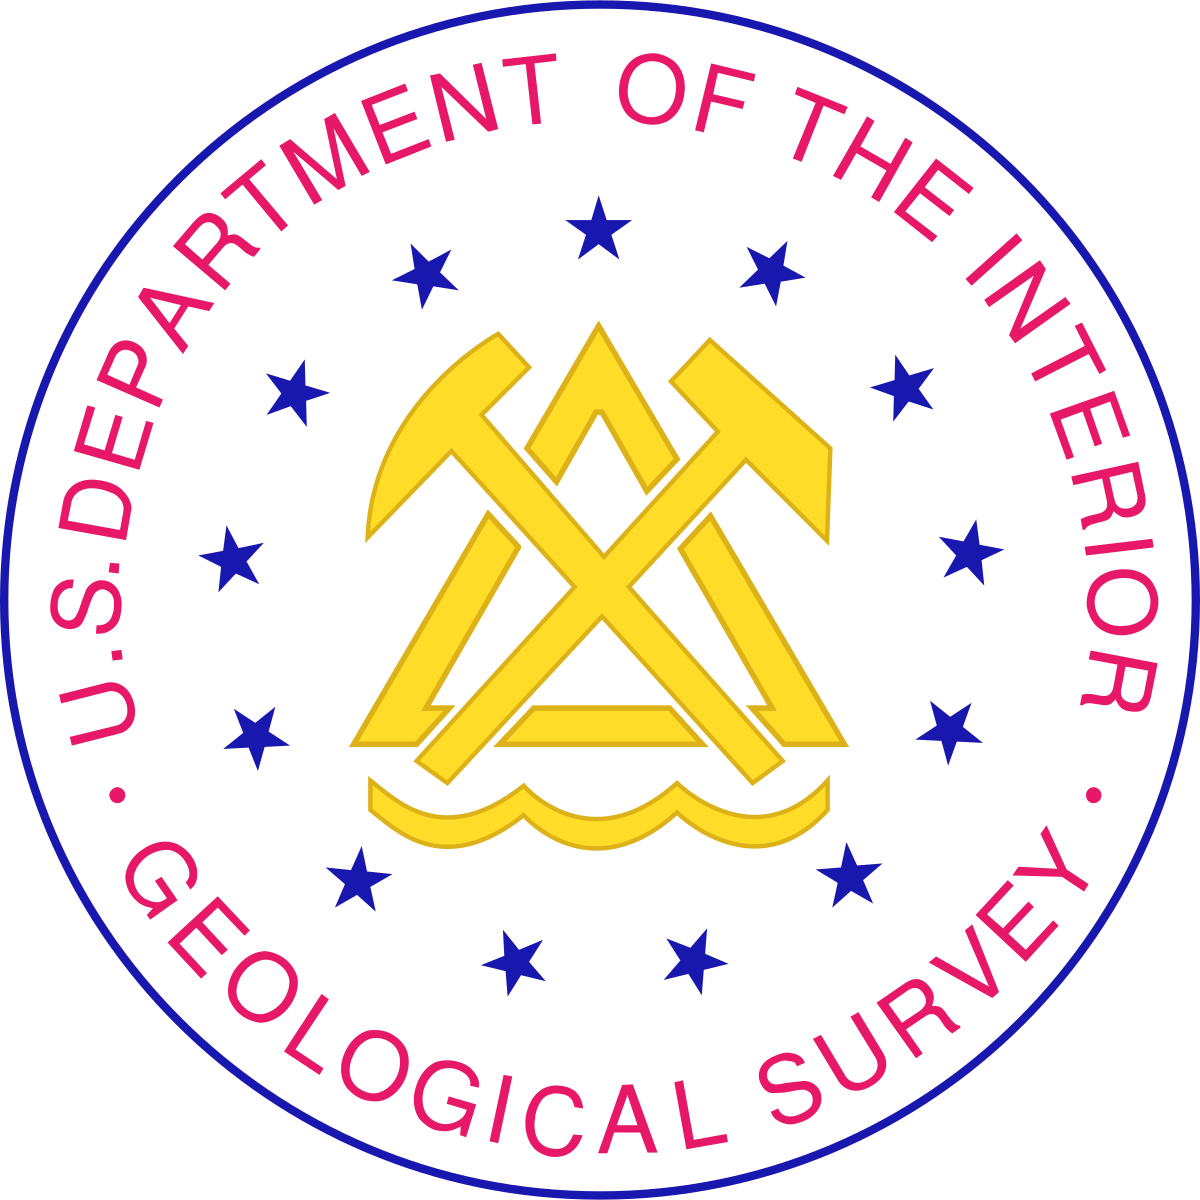 U.S. DEPARTMENT OF THE INTERIOR
· GEOLOGICAL SURVEY ·